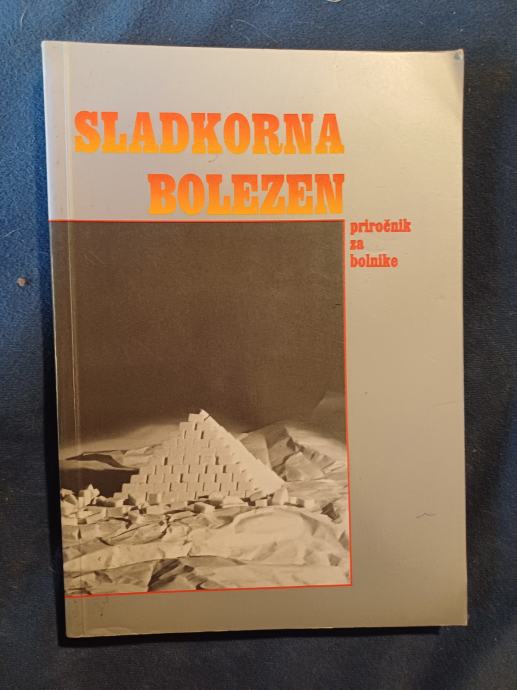 SLADKORNA
BOLEZEN
priročnik
za
bolnike